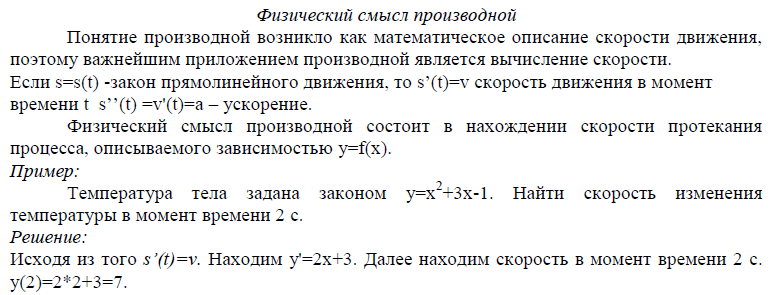 Физический смысл производной
Понятие производной возникло как математическое описание скорости движения,
поэтому важнейшим приложением производной является вычисление скорости.
Если s=s(t) -закон прямолинейного движения, то s’(t)=v скорость движения в момент
времени t s’’(t) =v'(t)=a – ускорение.
Физический смысл производной состоит в нахождении скорости протекания
процесса, описываемого зависимостью y=f(x).
Пример:
Температура тела задана законом y=x²+3x-1. Найти скорость изменения
температуры в момент времени 2 с.
Решение:
Исходя из того s’(t)=v. Находим y'=2x+3. Далее находим скорость в момент времени 2 с.
y(2)=2*2+3=7.